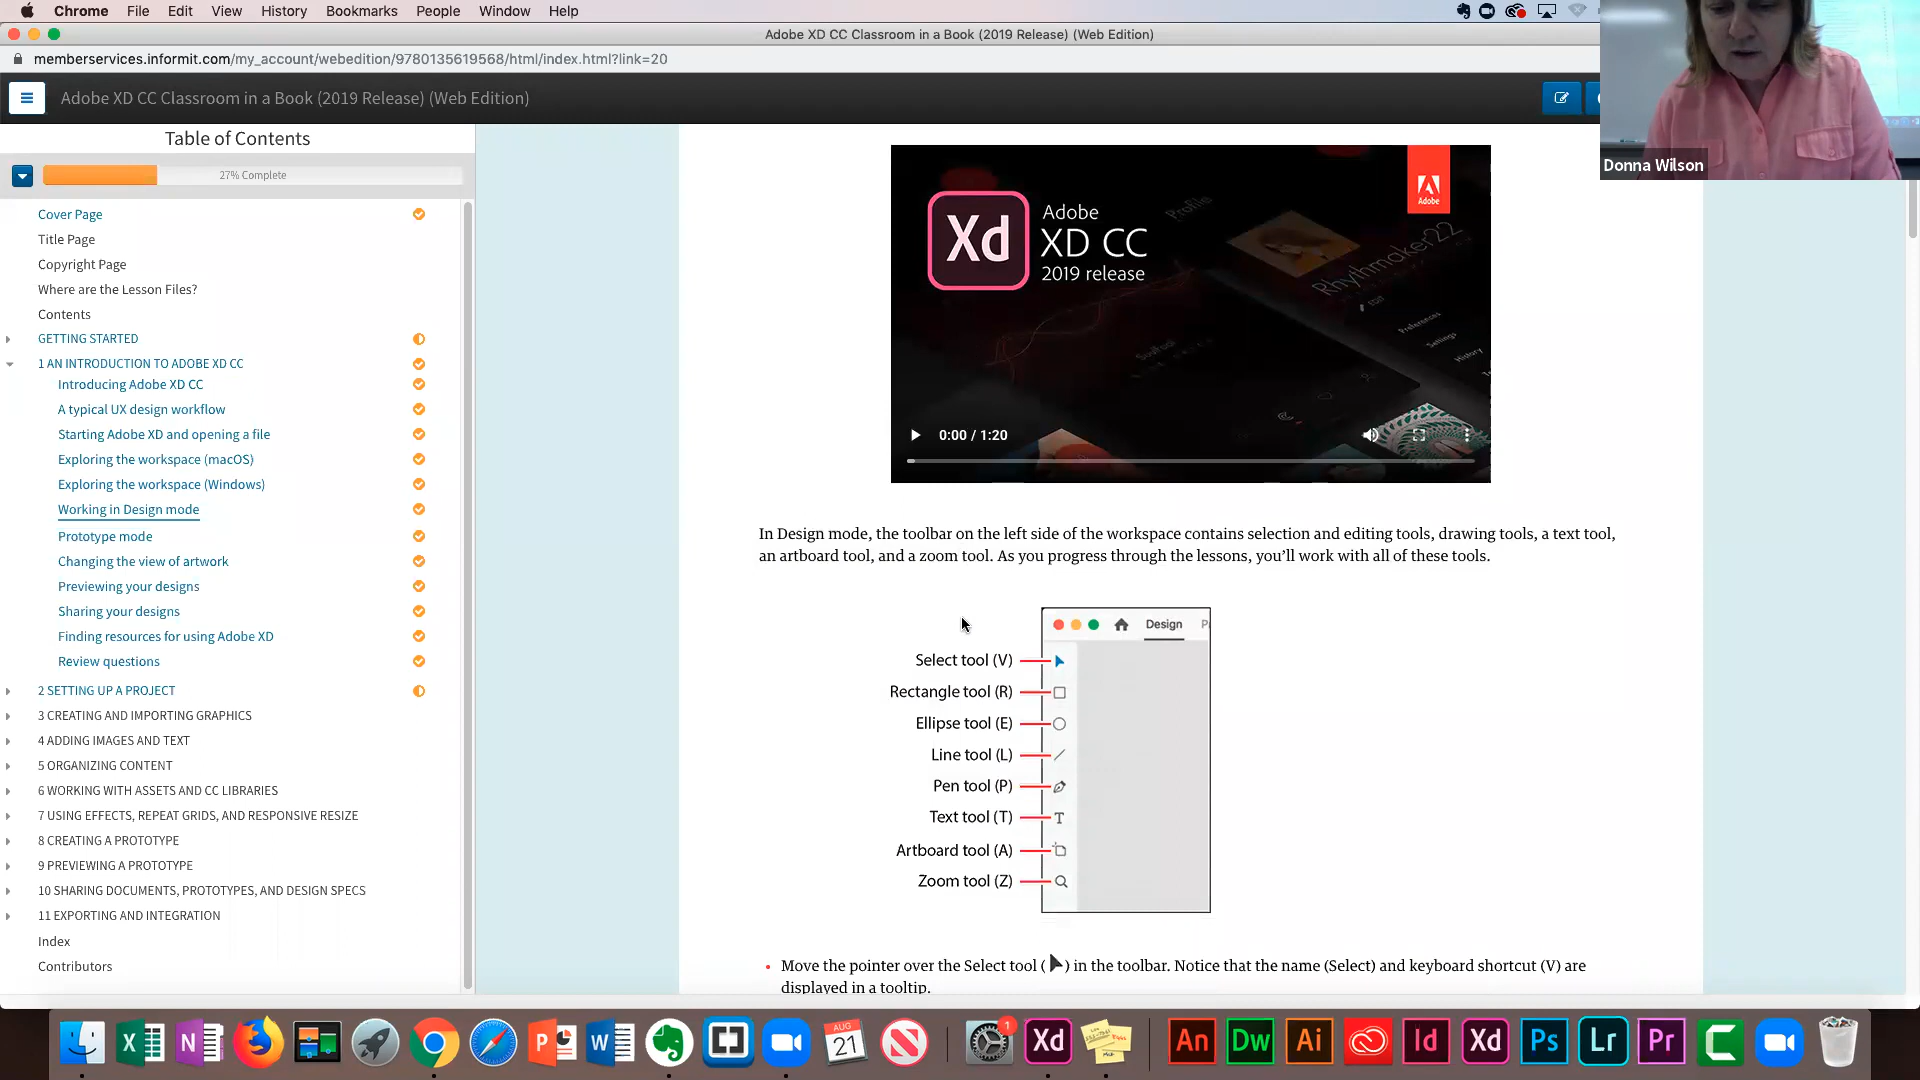 Chrome File Edit View History Bookmarks People Window Help
Adobe XD CC Classroom in a Book (2019 Release) (Web Edition)
memberservices.informit.com/my_account/webedition/9780135619568/html/index.html?link=20
Adobe XD CC Classroom in a Book (2019 Release) (Web Edition)
Donna Wilson
Table of Contents
27% Complete
Cover Page
Title Page
Copyright Page
Where are the Lesson Files?
Contents
GETTING STARTED
1 AN INTRODUCTION TO ADOBE XD CC
Introducing Adobe XD CC
A typical UX design workflow
Starting Adobe XD and opening a file
Exploring the workspace (macOS)
Exploring the workspace (Windows)
Working in Design mode
Prototype mode
Changing the view of artwork
Previewing your designs
Sharing your designs
Finding resources for using Adobe XD
Review questions
2 SETTING UP A PROJECT
3 CREATING AND IMPORTING GRAPHICS
4 ADDING IMAGES AND TEXT
5 ORGANIZING CONTENT
6 WORKING WITH ASSETS AND CC LIBRARIES
7 USING EFFECTS, REPEAT GRIDS, AND RESPONSIVE RESIZE
8 CREATING A PROTOTYPE
9 PREVIEWING A PROTOTYPE
10 SHARING DOCUMENTS, PROTOTYPES, AND DESIGN SPECS
11 EXPORTING AND INTEGRATION
Index
Contributors
Xd
Adobe
XD CC
2019 release
Adobe
Profile
Rhythmaker22
EDIT
Preferences
Settings
History
0:00 / 1:20
In Design mode, the toolbar on the left side of the workspace contains selection and editing tools, drawing tools, a text tool,
an artboard tool, and a zoom tool. As you progress through the lessons, you’ll work with all of these tools.
Design
Select tool (V)
Rectangle tool (R)
Ellipse tool (E)
Line tool (L)
Pen tool (P)
Text tool (T)
Artboard tool (A)
Zoom tool (Z)
• Move the pointer over the Select tool ( ) in the toolbar. Notice that the name (Select) and keyboard shortcut (V) are
displayed in a tooltip.
AUG
21
1
Xd An Dw Ai Id Xd Ps Lr Pr